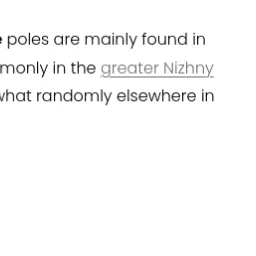 e poles are mainly found in
monly in the greater Nizhny
what randomly elsewhere in